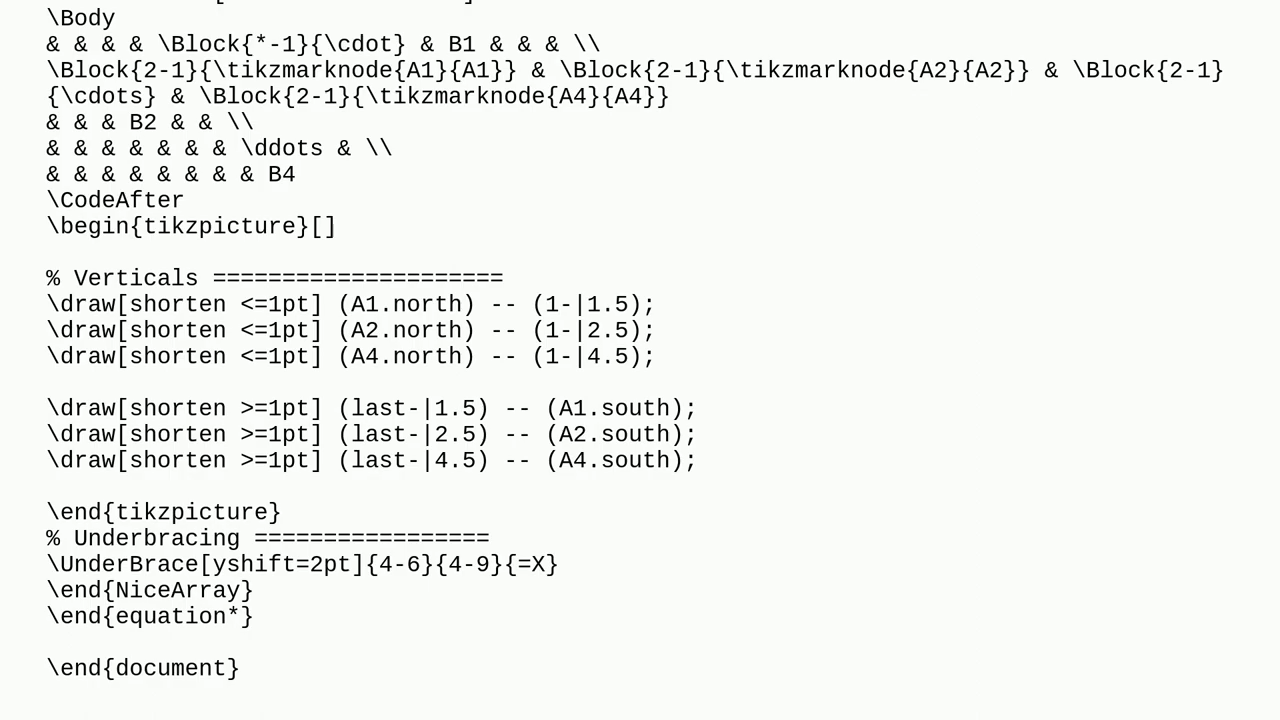 \Body
& & & & \Block{*-1}{\cdot} & B1 & & & \\
\Block{2-1}{\tikzmarknode{A1}{A1}} & \Block{2-1}{\tikzmarknode{A2}{A2}} & \Block{2-1}
{\cdots} & \Block{2-1}{\tikzmarknode{A4}{A4}}
& & & B2 & & \\
& & & & & & & \ddots & \\
& & & & & & & & B4
\CodeAfter
\begin{tikzpicture}[]
% Verticals =====================
\draw[shorten <=1pt] (A1.north) -- (1-|1.5);
\draw[shorten <=1pt] (A2.north) -- (1-|2.5);
\draw[shorten <=1pt] (A4.north) -- (1-|4.5);
\draw[shorten >=1pt] (last-|1.5) -- (A1.south);
\draw[shorten >=1pt] (last-|2.5) -- (A2.south);
\draw[shorten >=1pt] (last-|4.5) -- (A4.south);
\end{tikzpicture}
% Underbracing =================
\UnderBrace[yshift=2pt]{4-6}{4-9}{=X}
\end{NiceArray}
\end{equation*}
\end{document}